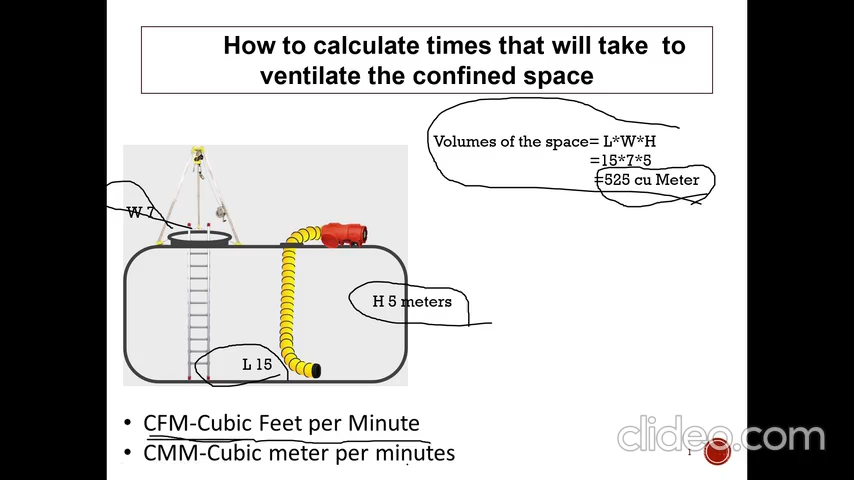 How to calculate times that will take to
ventilate the confined space
Volumes of the space= L*W*H
=15*7*5
=525 cu Meter
W 7
H 5 meters
L 15
• CFM-Cubic Feet per Minute
• CMM-Cubic meter per minutes
clideo.com
1